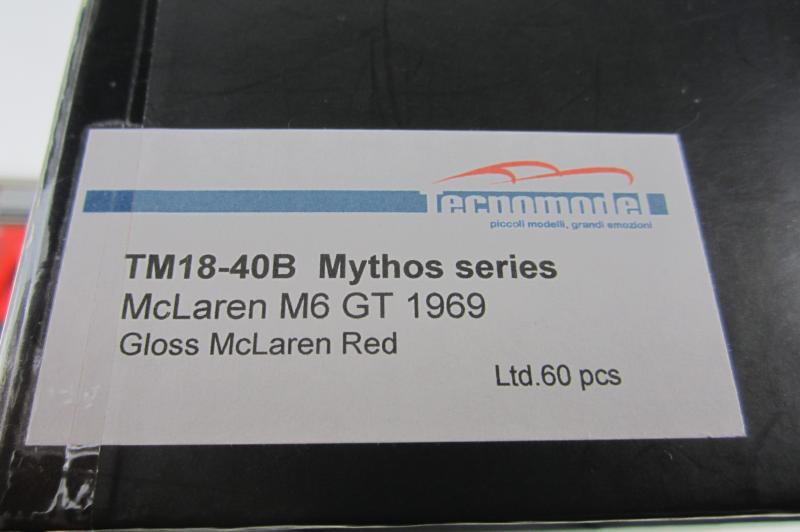 Tecnomodel
piccoli modelli, grandi emozioni
TM18-40B Mythos series
McLaren M6 GT 1969
Gloss McLaren Red
Ltd.60 pcs